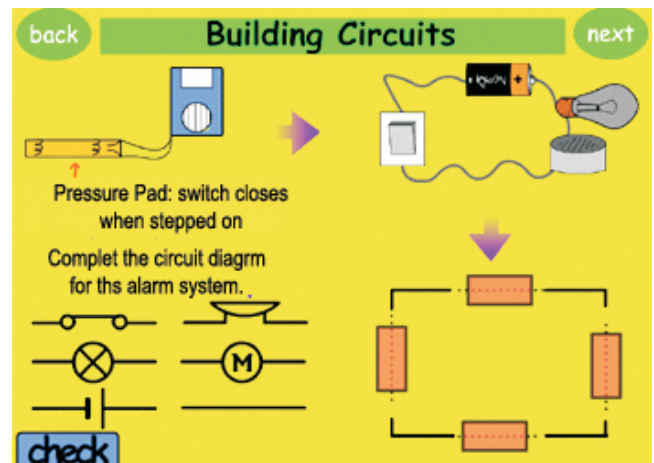 back
Building Circuits
next
Pressure Pad: switch closes
when stepped on
Complet the circuit diagrm
for ths alarm system.
M
check